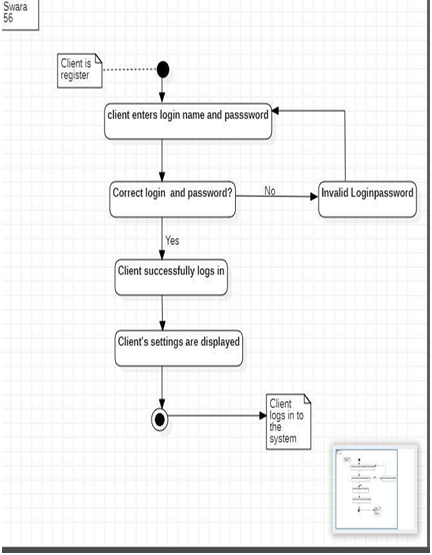 Swara
56
Client is
register
client enters login name and passsword
Correct login and password?
No
Invalid Loginpassword
Yes
Client successfully logs in
Client's settings are displayed
Client
logs in to
the
system